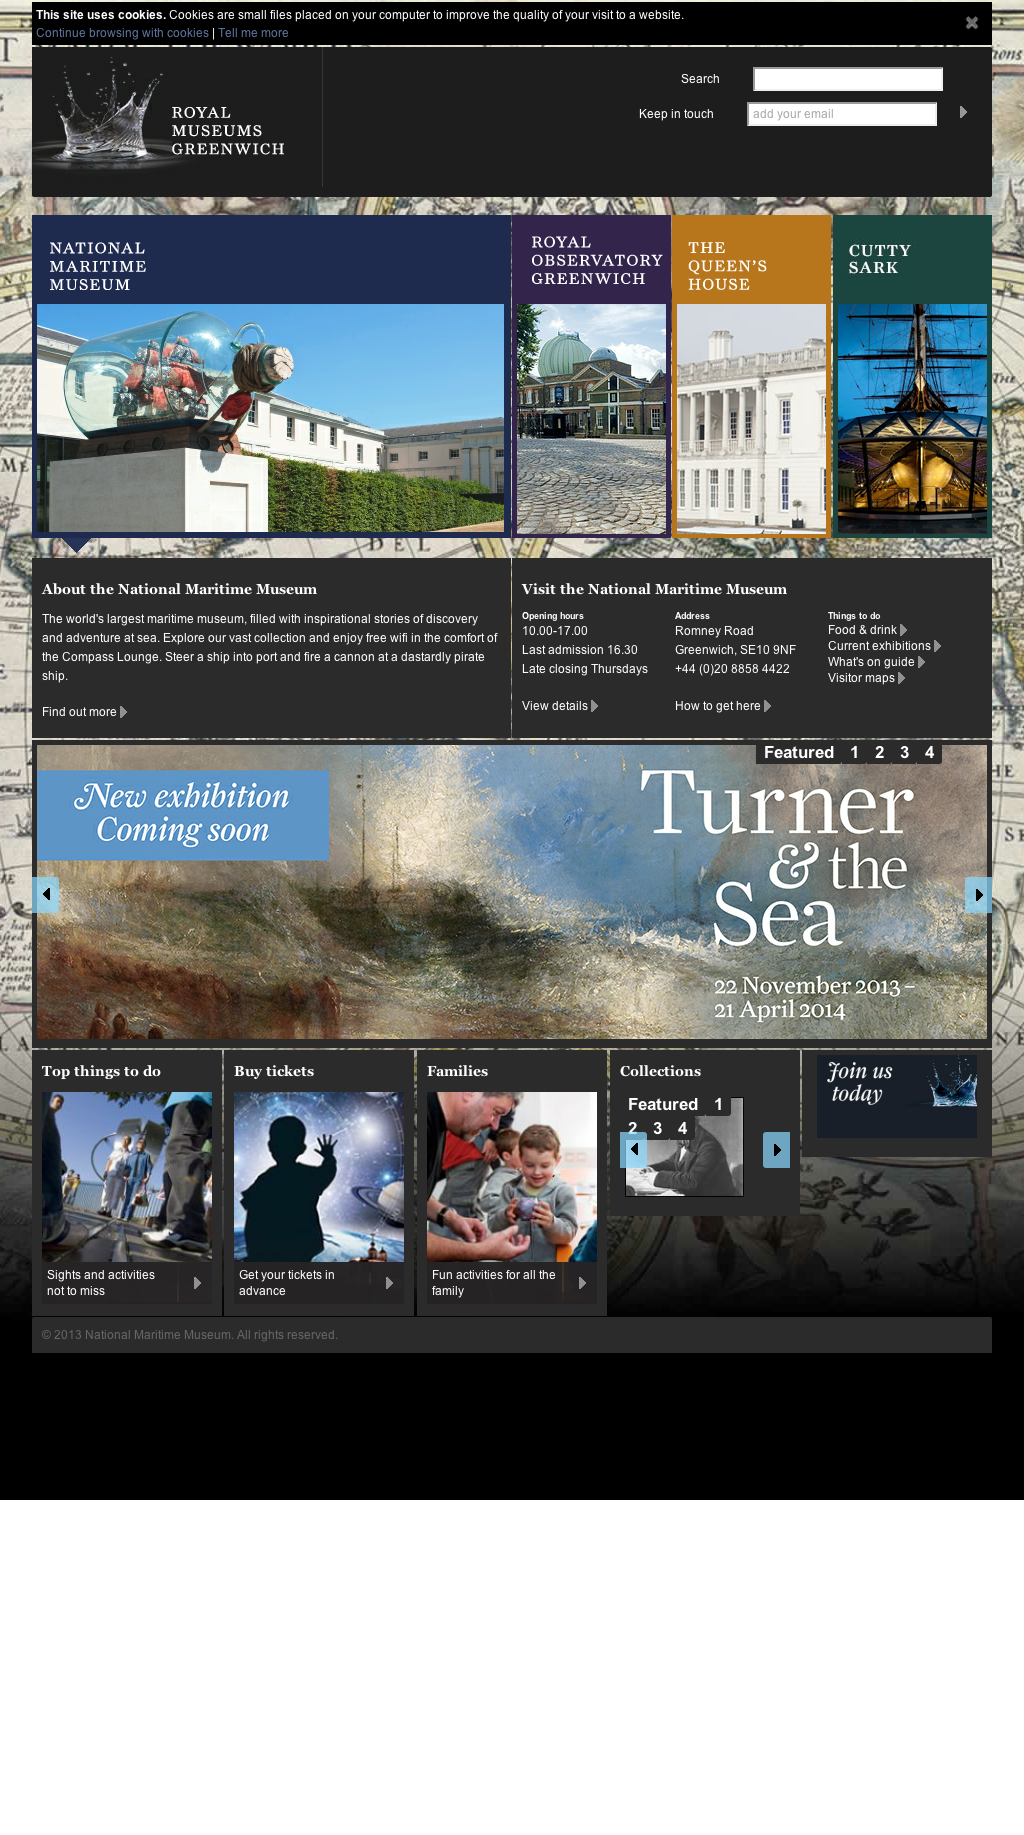 This site uses cookies. Cookies are small files placed on your computer to improve the quality of your visit to a website.
Continue browsing with cookies | Tell me more
Search
Keep in touch
add your email
ROYAL
MUSEUMS
GREENWICH
NATIONAL
MARITIME
MUSEUM
ROYAL
OBSERVATORY
GREENWICH
THE
QUEEN'S
HOUSE
CUTTY
SARK
About the National Maritime Museum
The world's largest maritime museum, filled with inspirational stories of discovery
and adventure at sea. Explore our vast collection and enjoy free wifi in the comfort of
the Compass Lounge. Steer a ship into port and fire a cannon at a dastardly pirate
ship.
Find out more
Visit the National Maritime Museum
Opening hours
10.00-17.00
Last admission 16.30
Late closing Thursdays
View details
Address
Romney Road
Greenwich, SE10 9NF
+44 (0)20 8858 4422
How to get here
Things to do
Food & drink
Current exhibitions
What's on guide
Visitor maps
Featured 1 2 3 4
New exhibition
Coming soon
Turner
& the
Sea
22 November 2013 –
21 April 2014
Top things to do
Sights and activities
not to miss
Buy tickets
Get your tickets in
advance
Families
Fun activities for all the
family
Collections
Featured 1
2 3 4
Join us
today
© 2013 National Maritime Museum. All rights reserved.